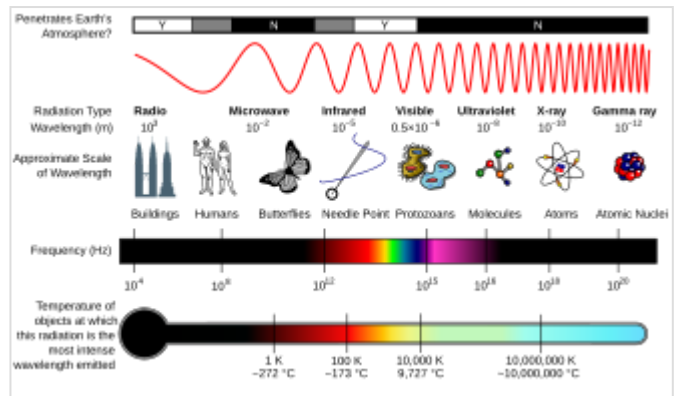 Penetrates Earth's
Atmosphere?
Y N Y N
Radiation Type Radio Microwave Infrared Visible Ultraviolet X-ray Gamma ray
Wavelength (m) 10³ 10⁻² 10⁻⁵ 0.5×10⁻⁶ 10⁻⁸ 10⁻¹⁰ 10⁻¹²
Approximate Scale
of Wavelength
Buildings Humans Butterflies Needle Point Protozoans Molecules Atoms Atomic Nuclei
Frequency (Hz)
10⁴ 10⁸ 10¹² 10¹⁵ 10¹⁶ 10¹⁸ 10²⁰
Temperature of
objects at which
this radiation is the
most intense
wavelength emitted
1 K 100 K 10,000 K 10,000,000 K
−272 °C −173 °C 9,727 °C ~10,000,000 °C